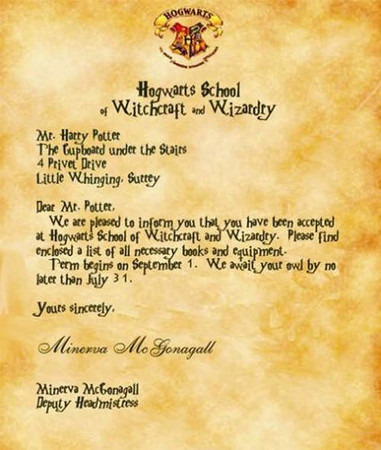 HOGWARTS
Hogwarts School
of Witchcraft and Wizardry
Mr. Harry Potter
The Cupboard under the Stairs
4 Privet Drive
Little Whinging, Surrey
Dear Mr. Potter,
We are pleased to inform you that you have been accepted
at Hogwarts School of Witchcraft and Wizardry. Please find
enclosed a list of all necessary books and equipment.
Term begins on September 1. We await your owl by no
later than July 31.
Yours sincerely,
Minerva McGonagall
Minerva McGonagall
Deputy Headmistress